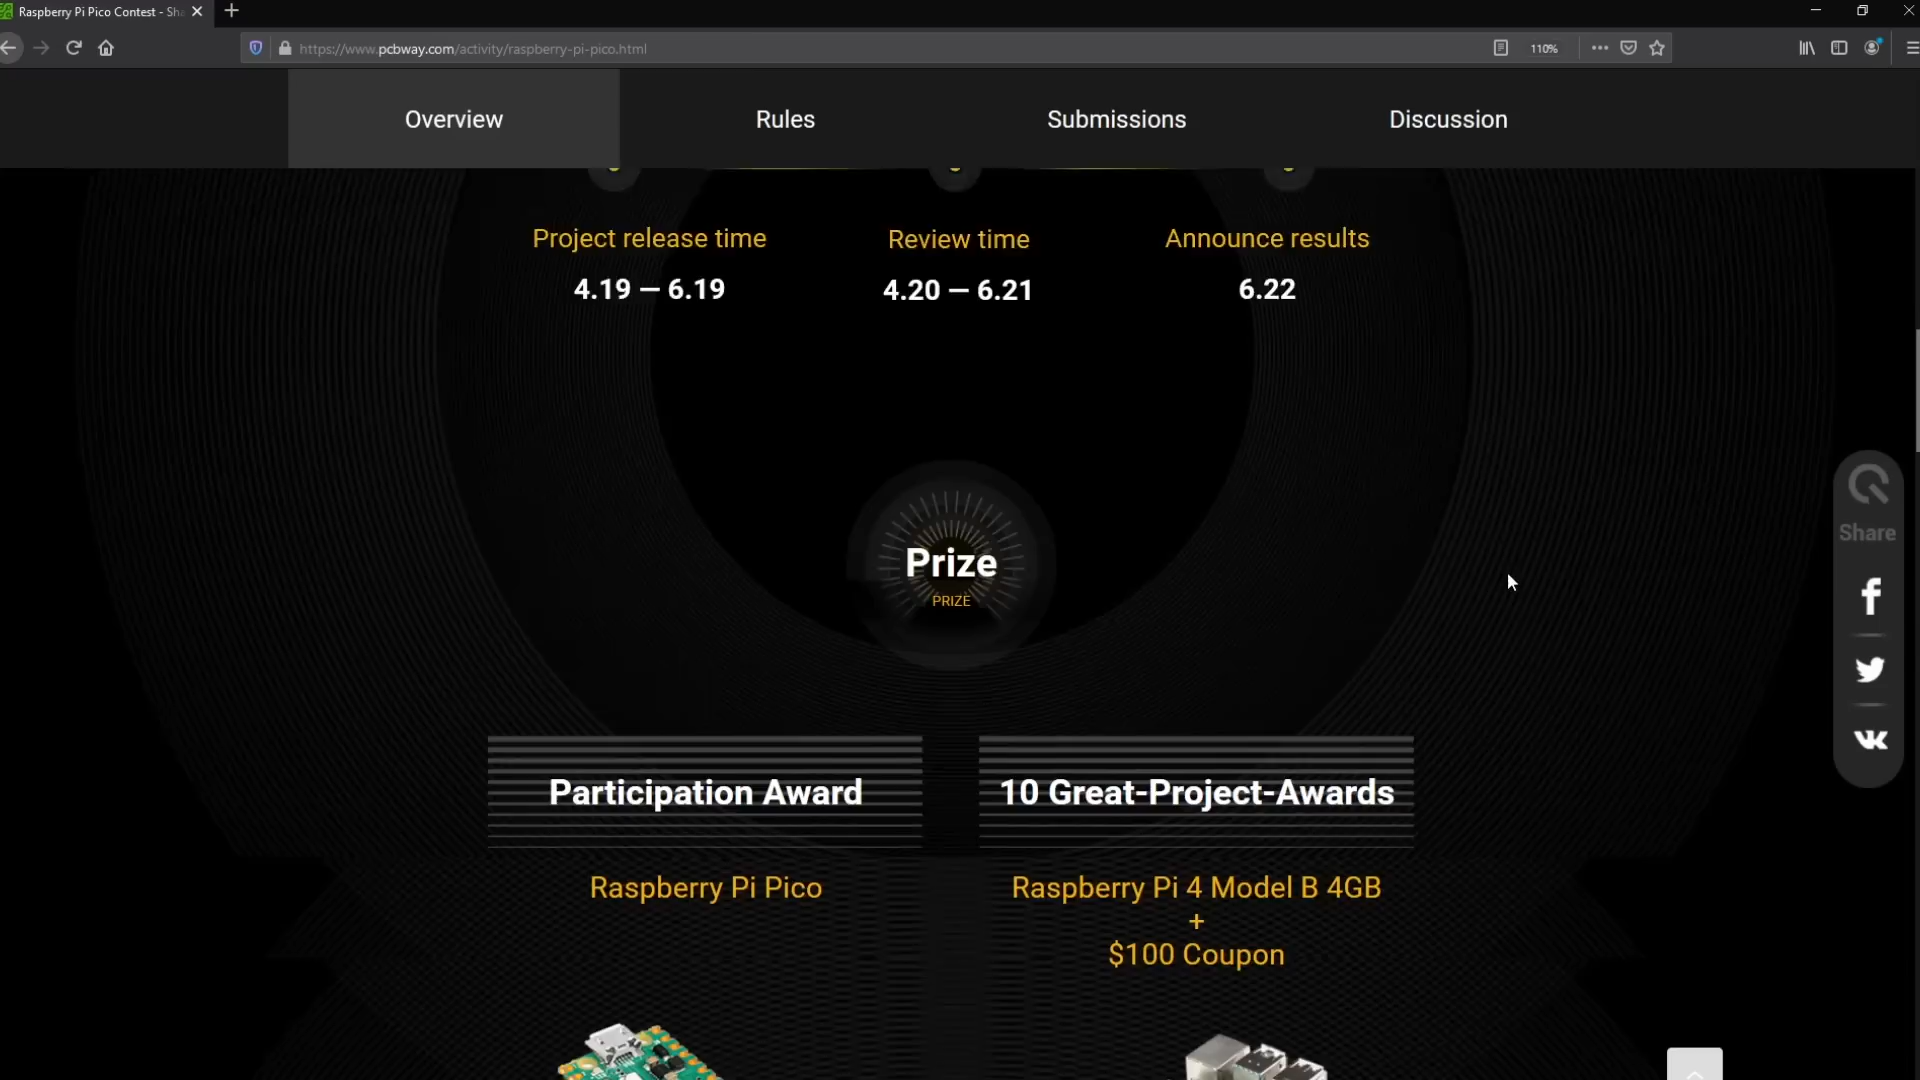 Raspberry Pi Pico Contest - Sha
https://www.pcbway.com/activity/raspberry-pi-pico.html
110%
Overview
Rules
Submissions
Discussion
Project release time
Review time
Announce results
4.19 — 6.19
4.20 — 6.21
6.22
Prize
PRIZE
Share
Participation Award
10 Great-Project-Awards
Raspberry Pi Pico
Raspberry Pi 4 Model B 4GB
+
$100 Coupon